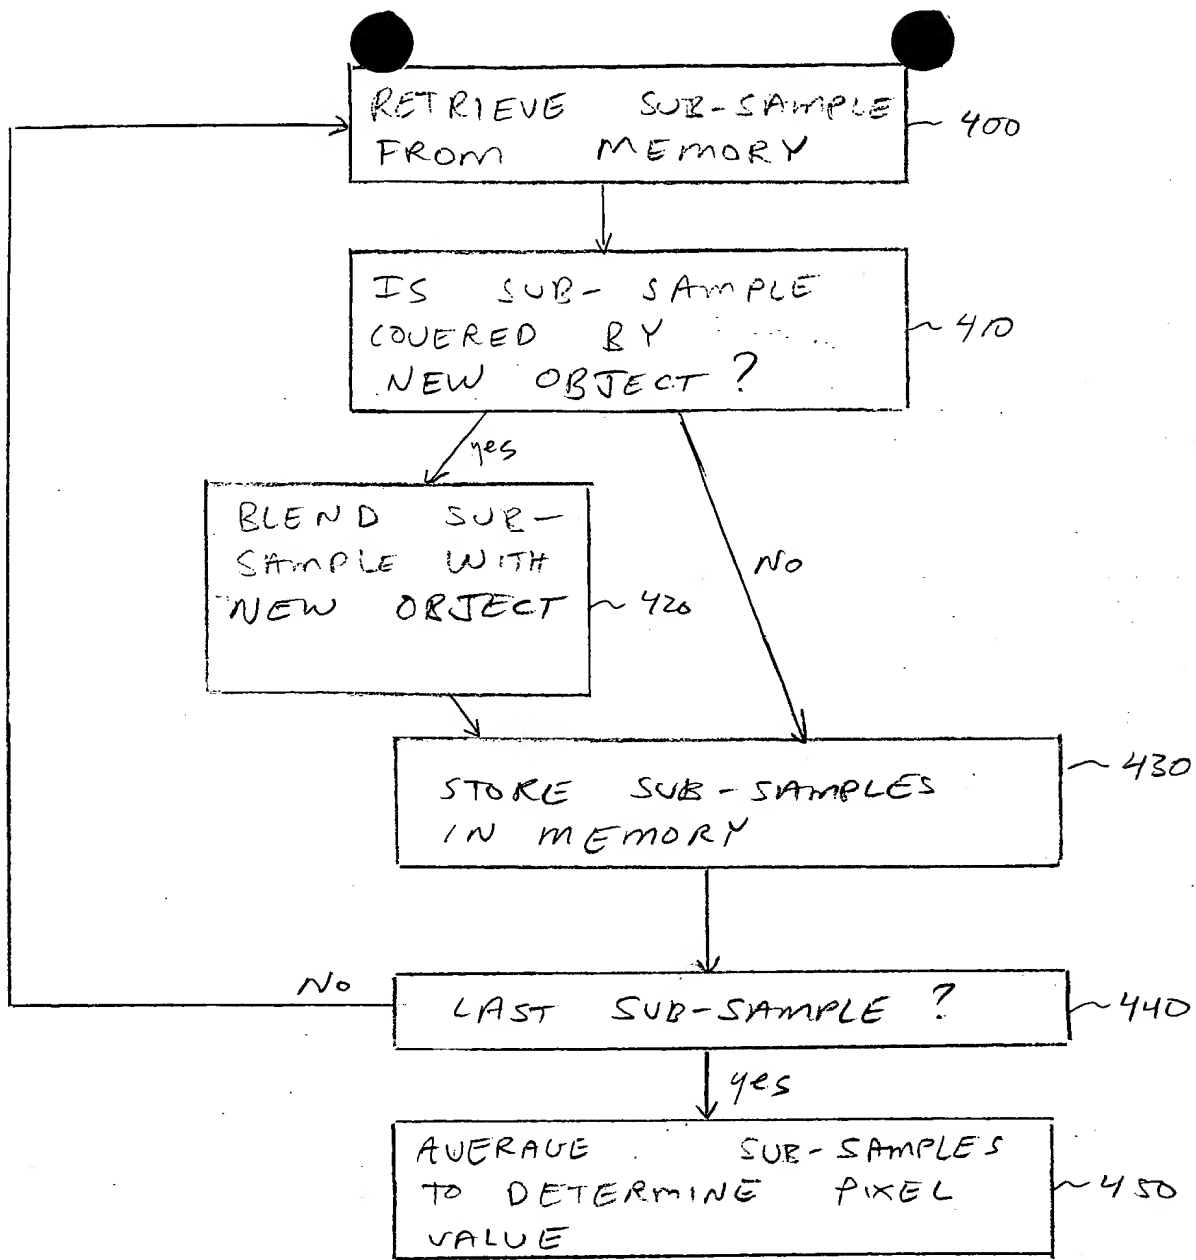 RETRIEVE SUB-SAMPLE
FROM MEMORY
~ 400
IS SUB-SAMPLE
COVERED BY
NEW OBJECT?
~ 410
yes
No
BLEND SUB-
SAMPLE WITH
NEW OBJECT
~ 420
STORE SUB-SAMPLES
IN MEMORY
~ 430
No
LAST SUB-SAMPLE ?
~ 440
yes
AVERAGE SUB-SAMPLES
TO DETERMINE PIXEL
VALUE
~ 450